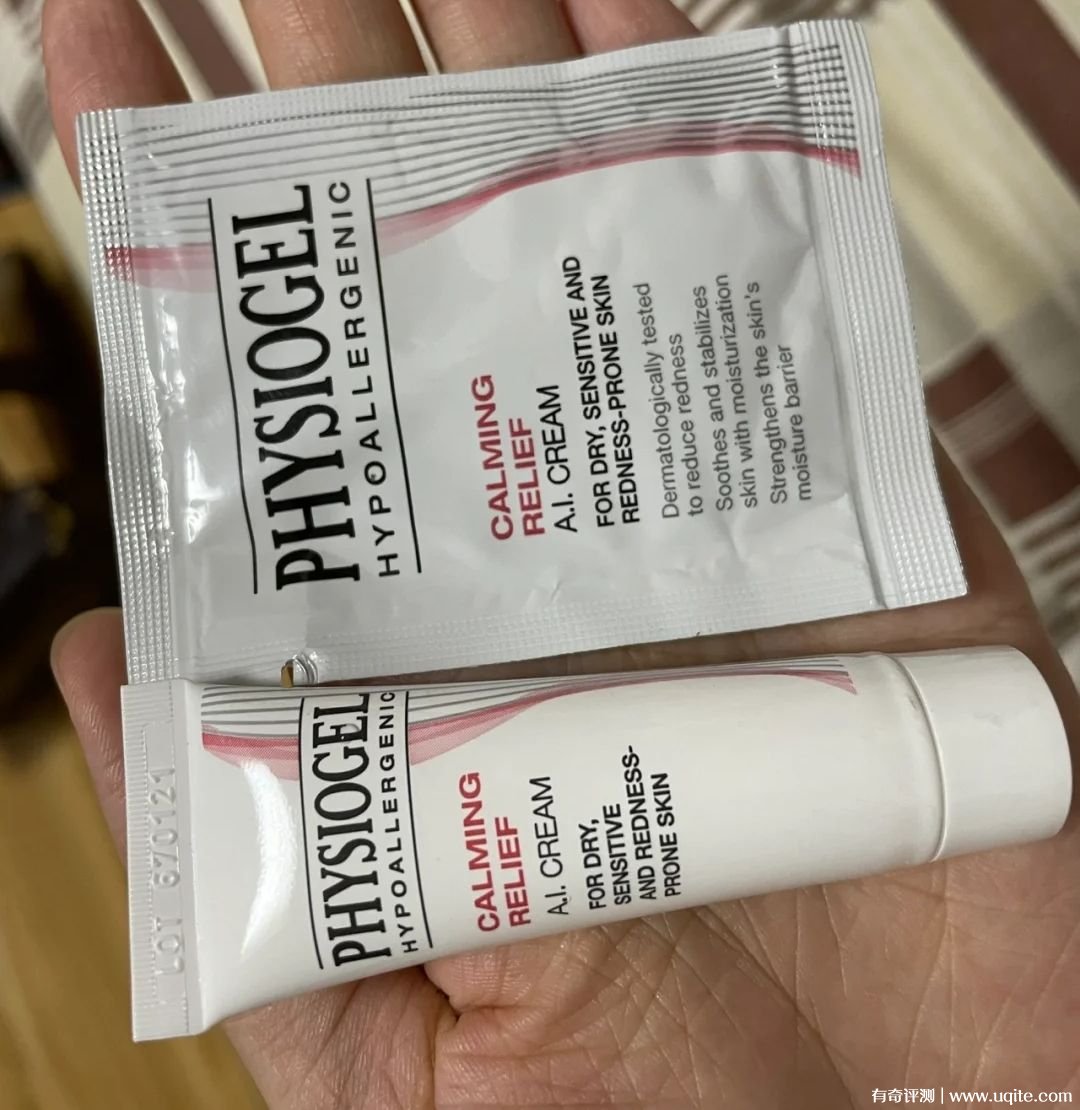 PHYSIOGEL
HYPOALLERGENIC
CALMING
RELIEF
A.I. CREAM
FOR DRY, SENSITIVE AND
REDNESS-PRONE SKIN
Dermatologically tested
to reduce redness
Soothes and stabilizes
skin with moisturization
Strengthens the skin's
moisture barrier
PHYSIOGEL
HYPOALLERGENIC
CALMING
RELIEF
A.I. CREAM
FOR DRY,
SENSITIVE
AND REDNESS-
PRONE SKIN
LOT 670121
有奇评测 | www.uqite.com